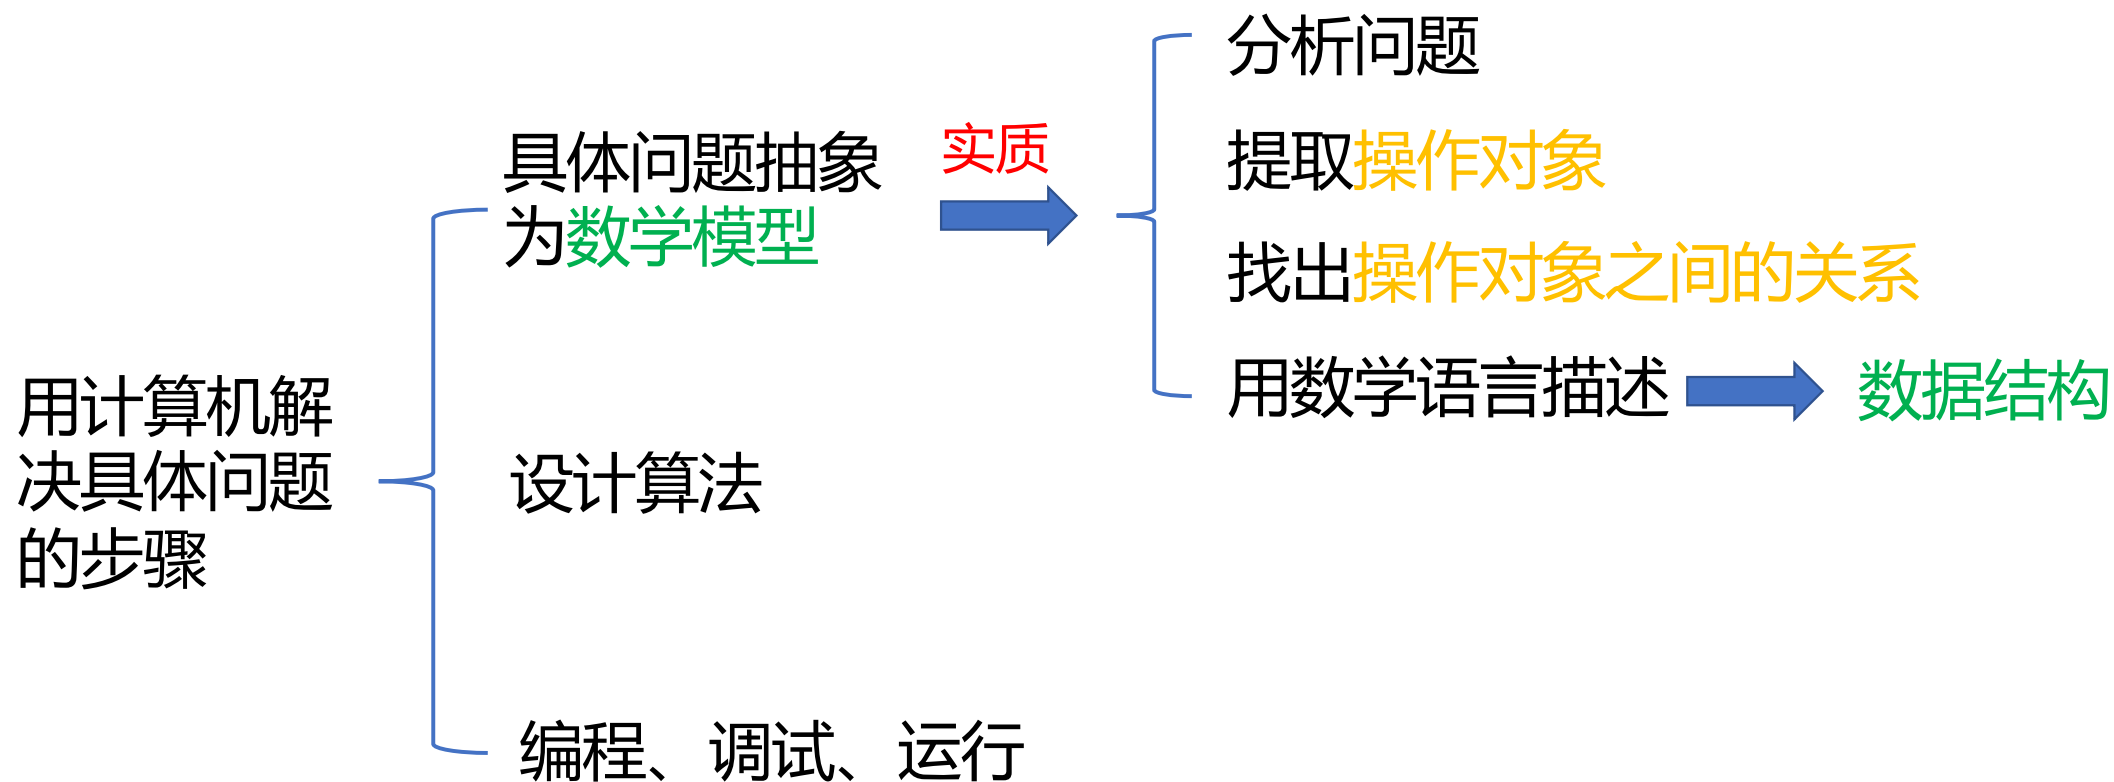 用计算机解
决具体问题
的步骤
具体问题抽象
为数学模型
实质
分析问题
提取操作对象
找出操作对象之间的关系
用数学语言描述
数据结构
设计算法
编程、调试、运行